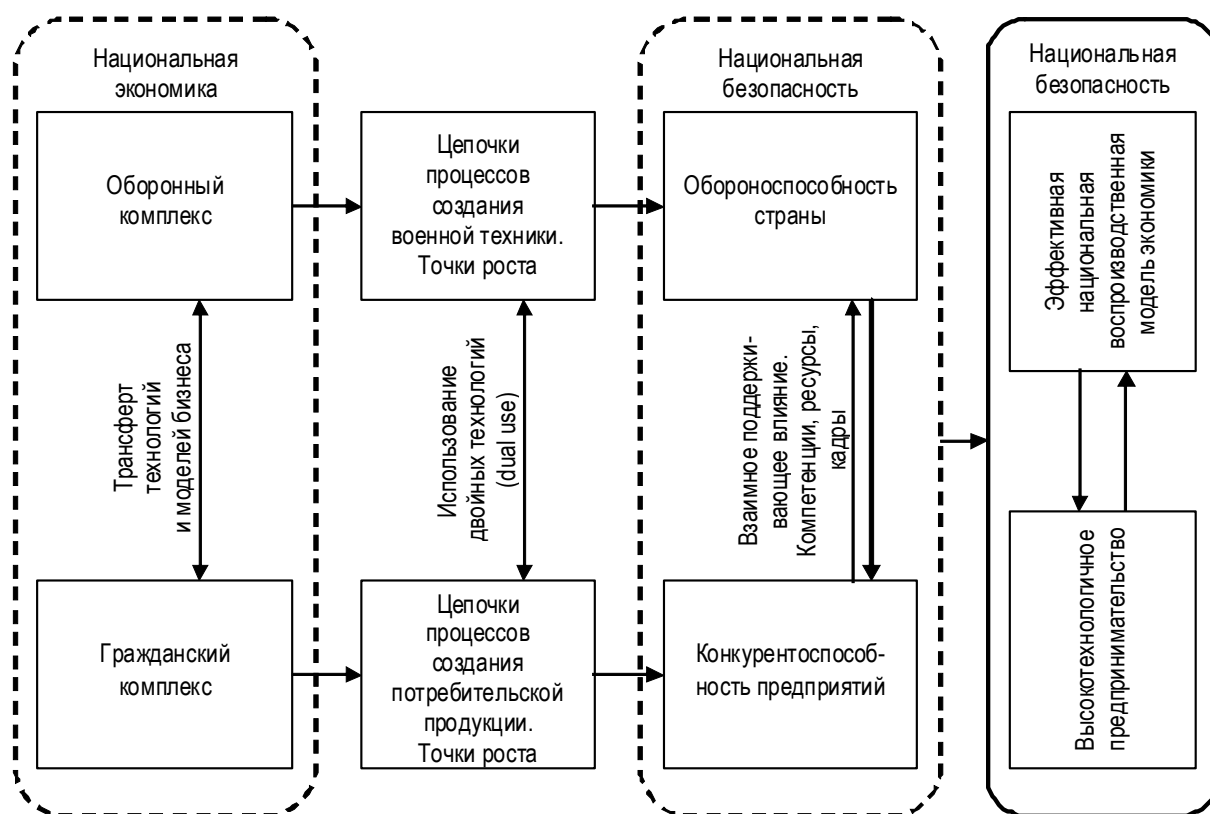 Национальная
экономика
Оборонный
комплекс
Трансферт
технологий
и моделей бизнеса
Гражданский
комплекс
Цепочки
процессов
создания
военной техники.
Точки роста
Использование
двойных технологий
(dual use)
Цепочки
процессов
создания
потребительской
продукции.
Точки роста
Национальная
безопасность
Обороноспособность
страны
Взаимное поддержи-
вающее влияние.
Компетенции, ресурсы,
кадры
Конкурентоспособ-
ность предприятий
Национальная
безопасность
Эффективная
национальная
воспроизводственная
модель экономики
Высокотехнологичное
предпринимательство